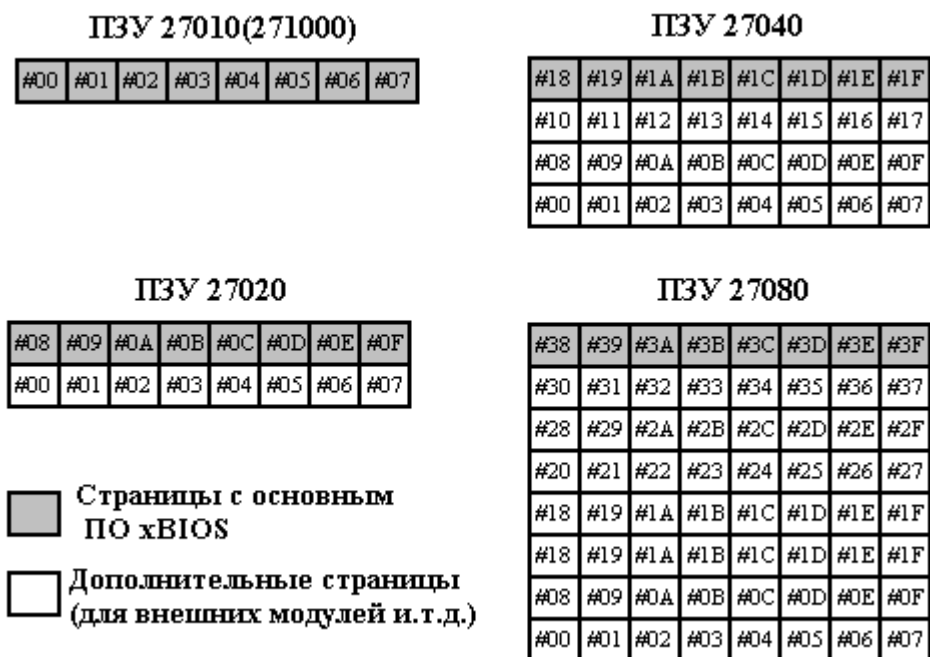 ПЗУ 27010(271000)
#00 #01 #02 #03 #04 #05 #06 #07
ПЗУ 27040
#18 #19 #1A #1B #1C #1D #1E #1F
#10 #11 #12 #13 #14 #15 #16 #17
#08 #09 #0A #0B #0C #0D #0E #0F
#00 #01 #02 #03 #04 #05 #06 #07
ПЗУ 27020
#08 #09 #0A #0B #0C #0D #0E #0F
#00 #01 #02 #03 #04 #05 #06 #07
ПЗУ 27080
#38 #39 #3A #3B #3C #3D #3E #3F
#30 #31 #32 #33 #34 #35 #36 #37
#28 #29 #2A #2B #2C #2D #2E #2F
#20 #21 #22 #23 #24 #25 #26 #27
#18 #19 #1A #1B #1C #1D #1E #1F
#18 #19 #1A #1B #1C #1D #1E #1F
#08 #09 #0A #0B #0C #0D #0E #0F
#00 #01 #02 #03 #04 #05 #06 #07
Страницы с основным
ПО xBIOS
Дополнительные страницы
(для внешних модулей и.т.д.)